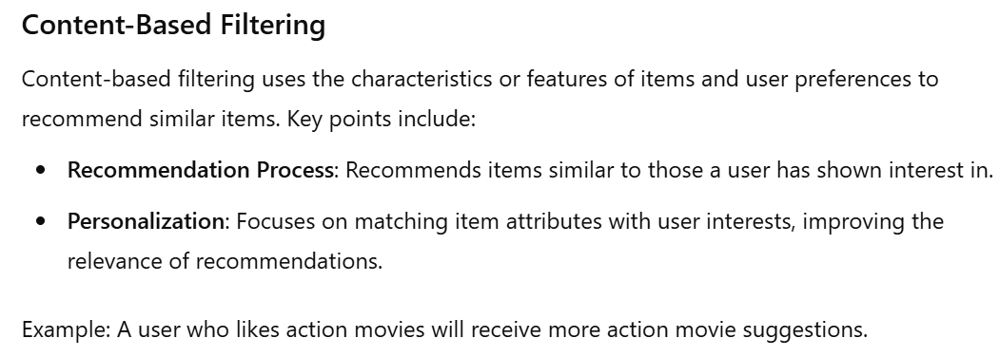 Content-Based Filtering
Content-based filtering uses the characteristics or features of items and user preferences to
recommend similar items. Key points include:
• Recommendation Process: Recommends items similar to those a user has shown interest in.
• Personalization: Focuses on matching item attributes with user interests, improving the
relevance of recommendations.
Example: A user who likes action movies will receive more action movie suggestions.